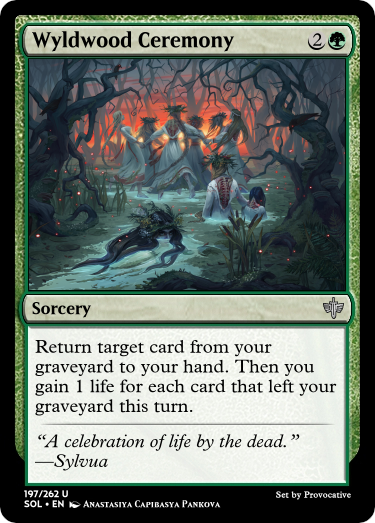 Wyldwood Ceremony 2
Sorcery
Return target card from your
graveyard to your hand. Then you
gain 1 life for each card that left your
graveyard this turn.
“A celebration of life by the dead.”
—Sylvua
197/262 U
SOL • EN Anastasiya Capibasya Pankova
Set by Provocative